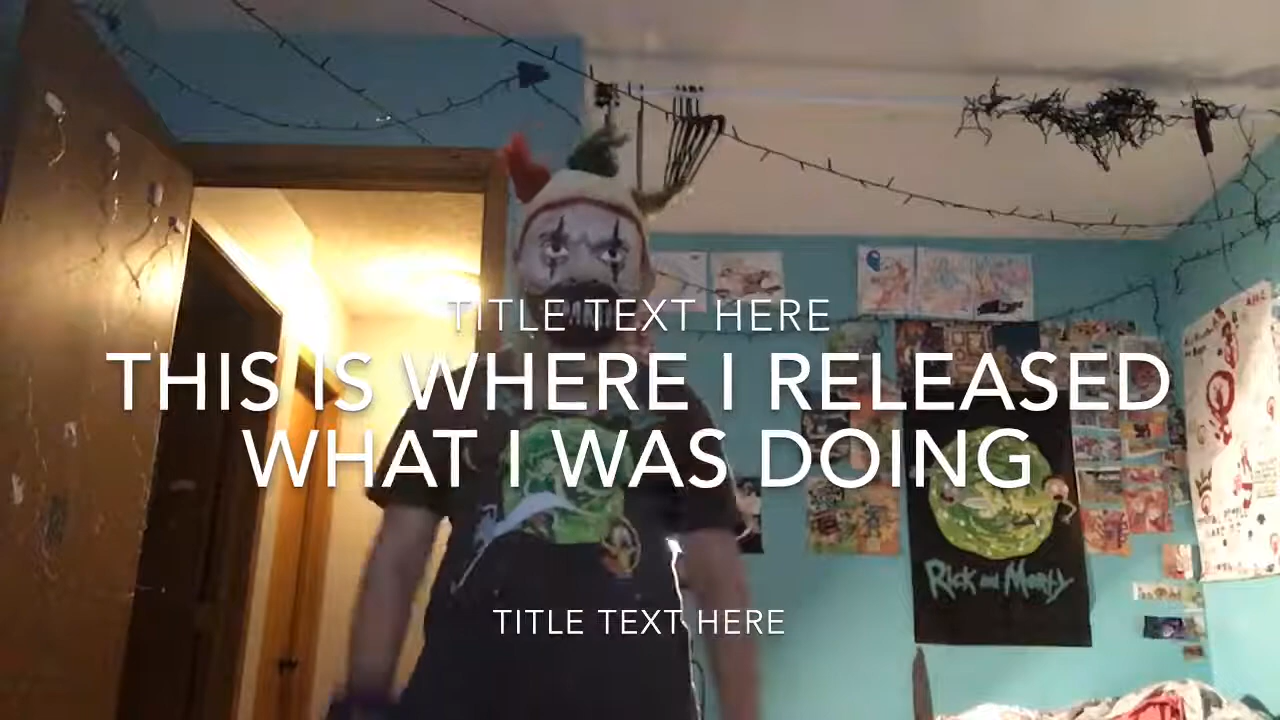 TITLE TEXT HERE
THIS IS WHERE I RELEASED
WHAT I WAS DOING
Rick and Morty
TITLE TEXT HERE